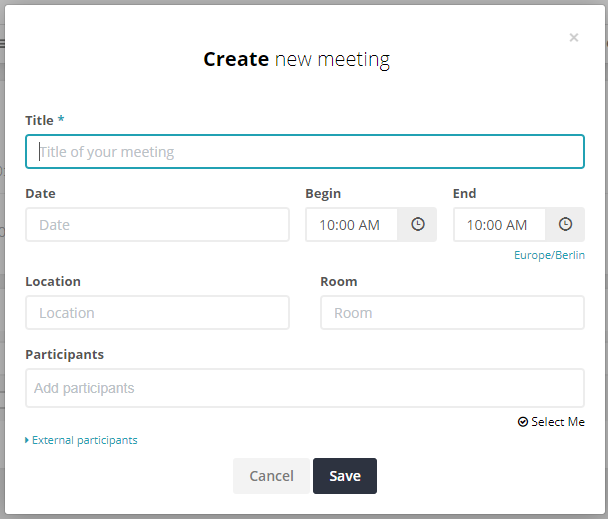 ×
Create new meeting
Title *
Title of your meeting
Date Begin End
Date 10:00 AM 10:00 AM
Europe/Berlin
Location Room
Location Room
Participants
Add participants
Select Me
External participants
Cancel Save